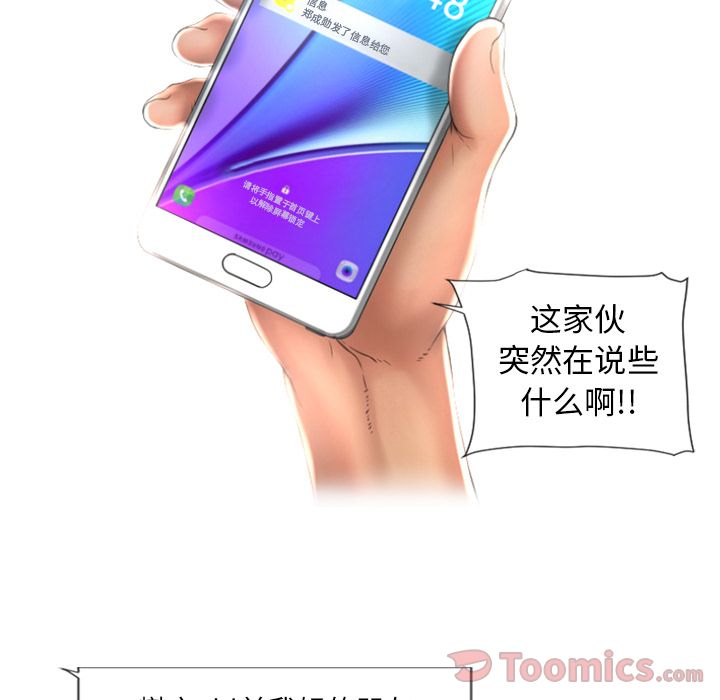 48
信息
郑成勋发了信息给您
请将手指置于首页键上
以解除屏幕锁定
SAMSUNG pay
这家伙
突然在说些
什么啊!!
Toomics.com